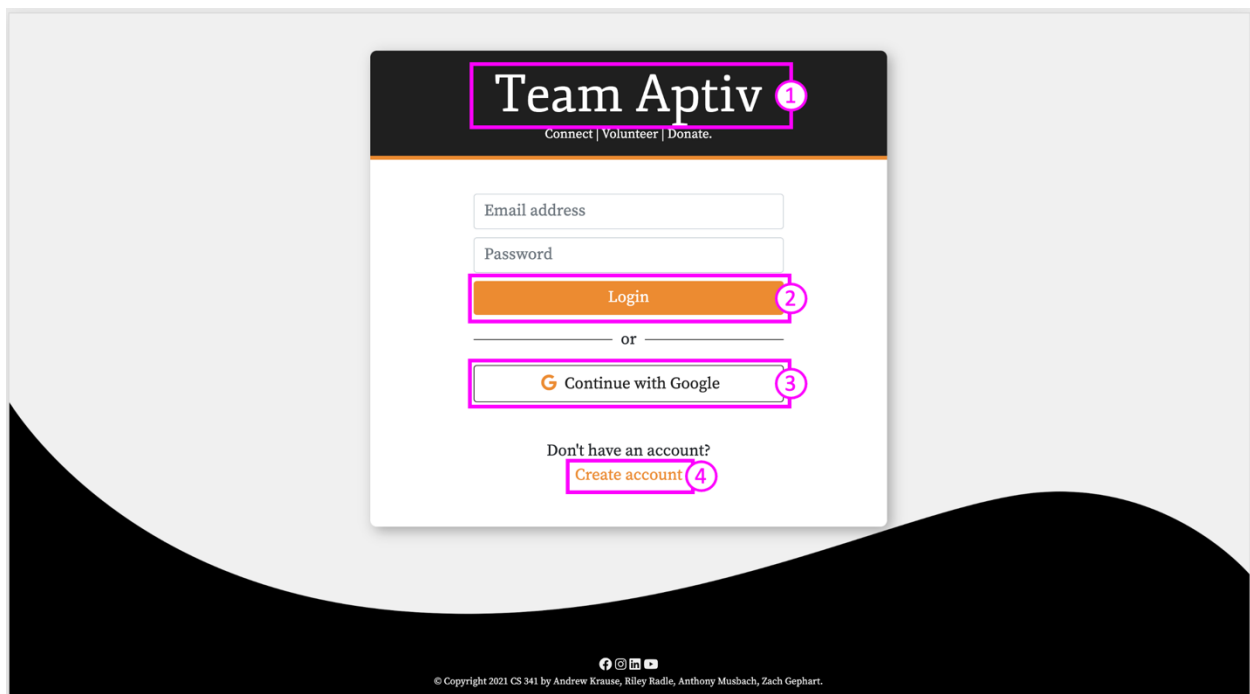 Team Aptiv 1
Connect | Volunteer | Donate.
Email address
Password
Login 2
or
G Continue with Google 3
Don't have an account?
Create account 4
© Copyright 2021 CS 341 by Andrew Krause, Riley Radle, Anthony Musbach, Zach Gephart.